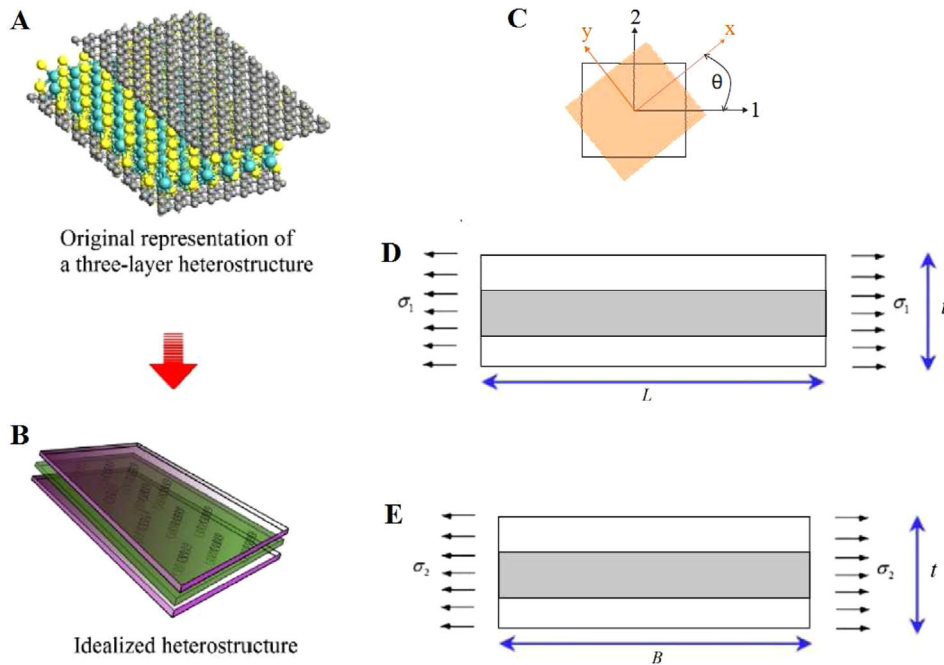 A
Original representation of
a three-layer heterostructure
B
Idealized heterostructure
C
2
y
x
θ
1
D
σ1
σ1
t
L
E
σ2
σ2
t
B